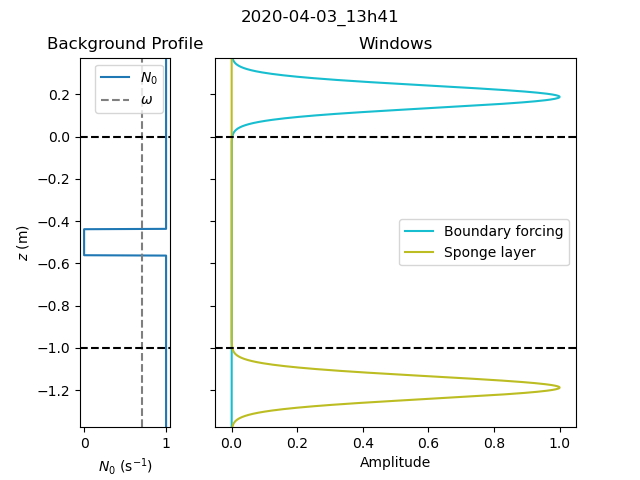 2020-04-03_13h41
Background Profile
Windows
N₀
ω
Boundary forcing
Sponge layer
z (m)
0.2
0.0
−0.2
−0.4
−0.6
−0.8
−1.0
−1.2
0 1
N₀ (s⁻¹)
0.0 0.2 0.4 0.6 0.8 1.0
Amplitude